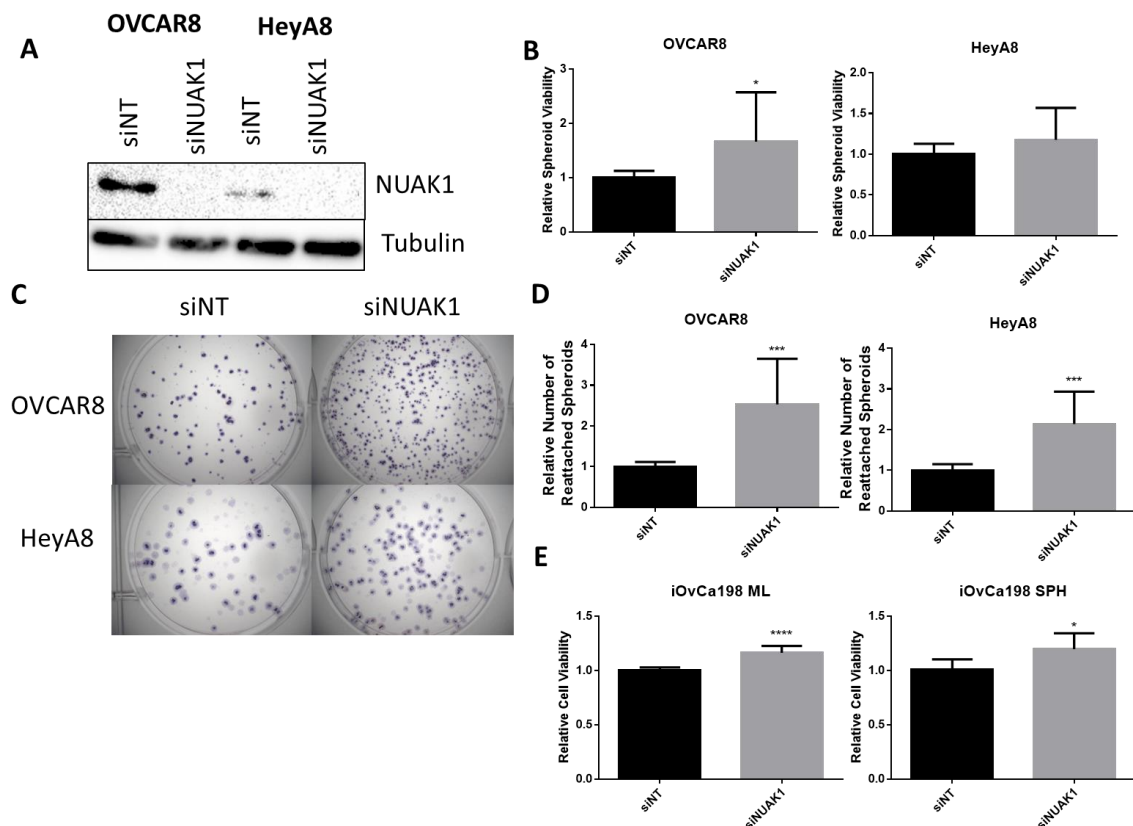 A
OVCAR8
HeyA8
siNT
siNUAK1
siNT
siNUAK1
NUAK1
Tubulin
B
OVCAR8
Relative Spheroid Viability
3
2
1
0
*
siNT
siNUAK1
HeyA8
Relative Spheroid Viability
2.0
1.5
1.0
0.5
0.0
siNT
siNUAK1
C
siNT
siNUAK1
OVCAR8
HeyA8
D
OVCAR8
Relative Number of
Reattached Spheroids
4
3
2
1
0
***
siNT
siNUAK1
HeyA8
Relative Number of
Reattached Spheroids
4
3
2
1
0
***
siNT
siNUAK1
E
iOvCa198 ML
Relative Cell Viability
1.5
1.0
0.5
0.0
****
siNT
siNUAK1
iOvCa198 SPH
Relative Cell Viability
1.5
1.0
0.5
0.0
*
siNT
siNUAK1